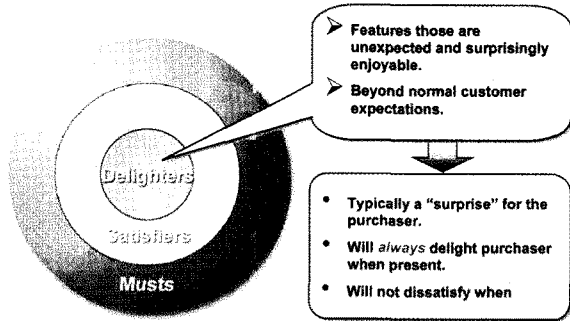 ➢ Features those are
unexpected and surprisingly
enjoyable.
➢ Beyond normal customer
expectations.
Delighters
Satisfiers
Musts
• Typically a “surprise” for the
purchaser.
• Will always delight purchaser
when present.
• Will not dissatisfy when